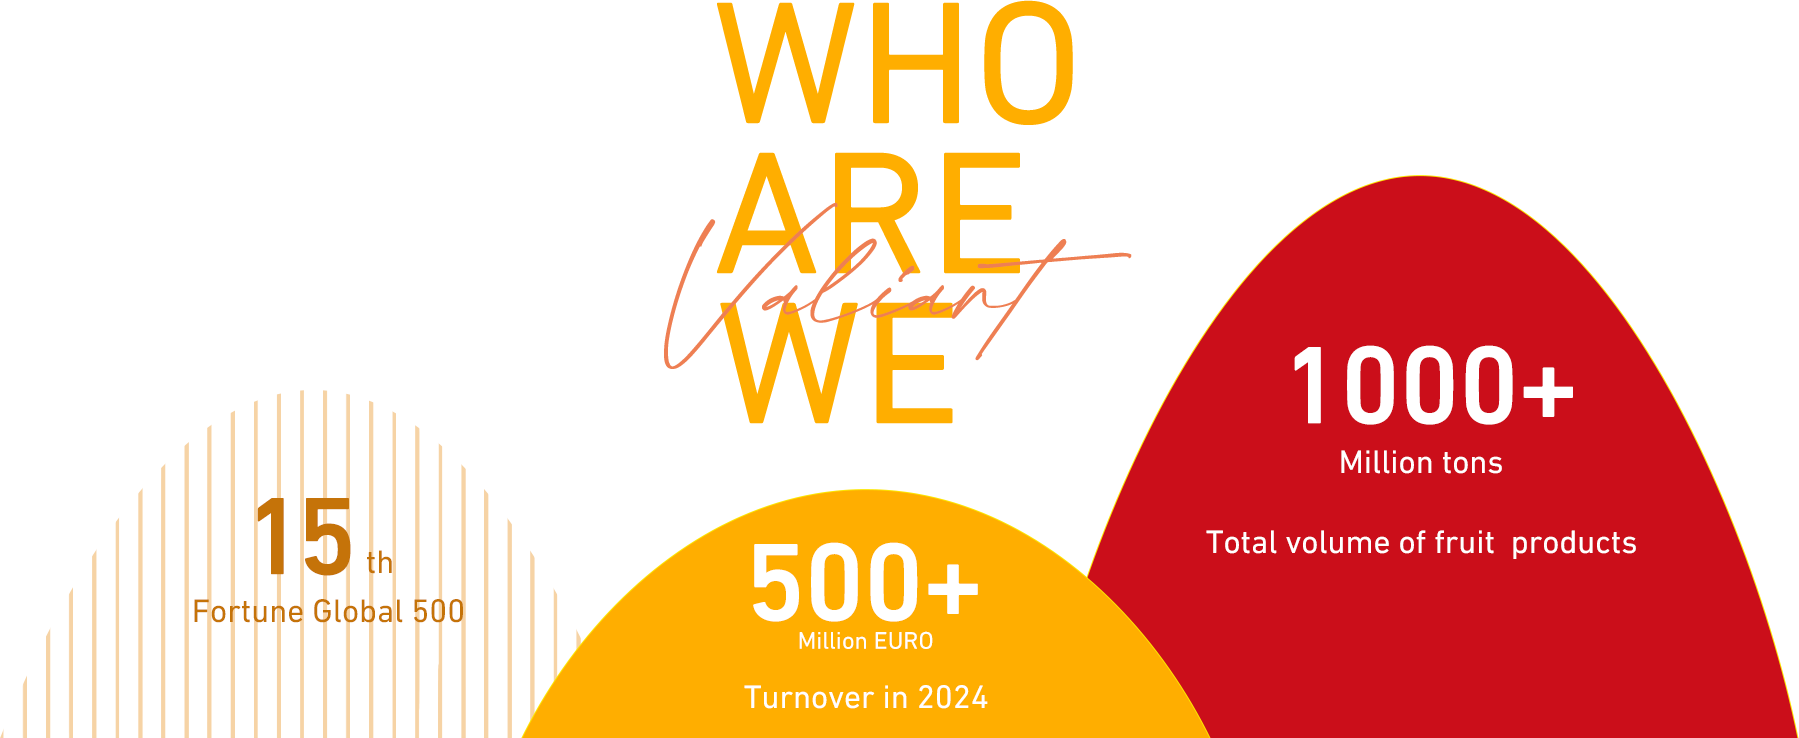 WHO
ARE
Valiant
WE
15 th
Fortune Global 500
500+
Million EURO
Turnover in 2024
1000+
Million tons
Total volume of fruit products